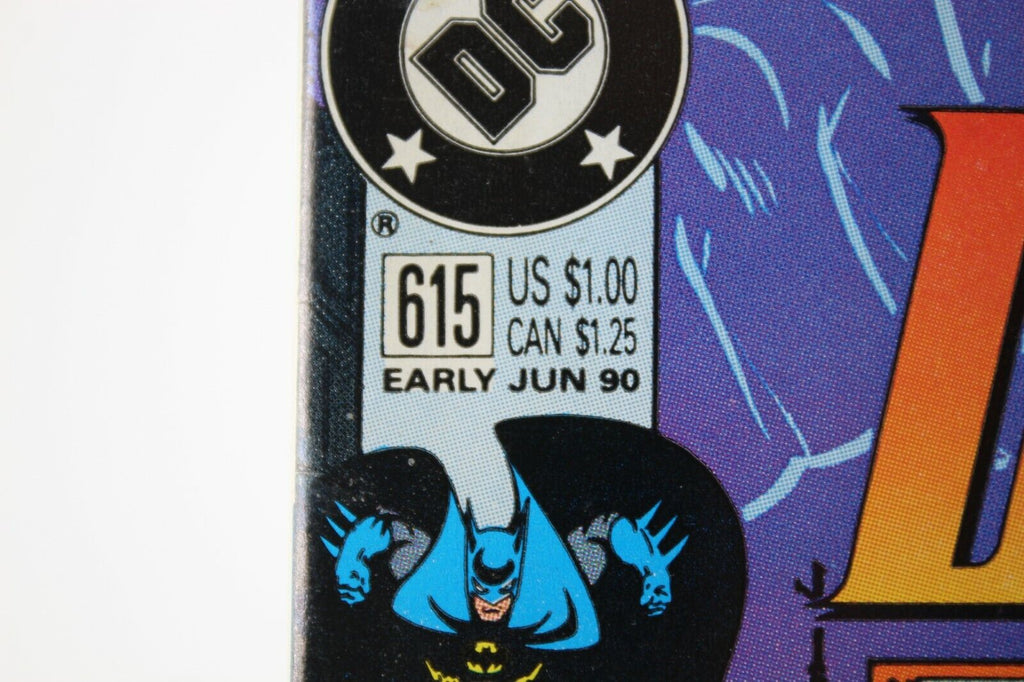 DC
®
615 US $1.00
CAN $1.25
EARLY JUN 90